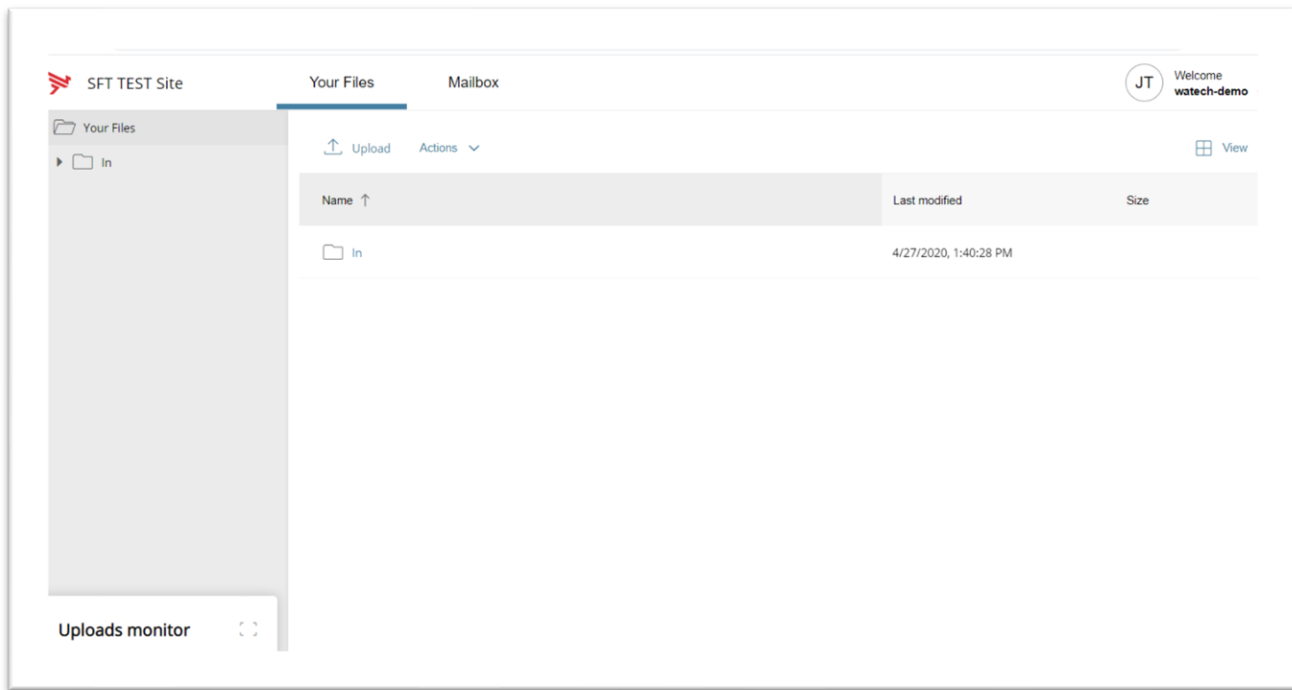 SFT TEST Site
Your Files
Mailbox
JT
Welcome
watech-demo
Your Files
In
Upload
Actions
View
Name
Last modified
Size
In
4/27/2020, 1:40:28 PM
Uploads monitor